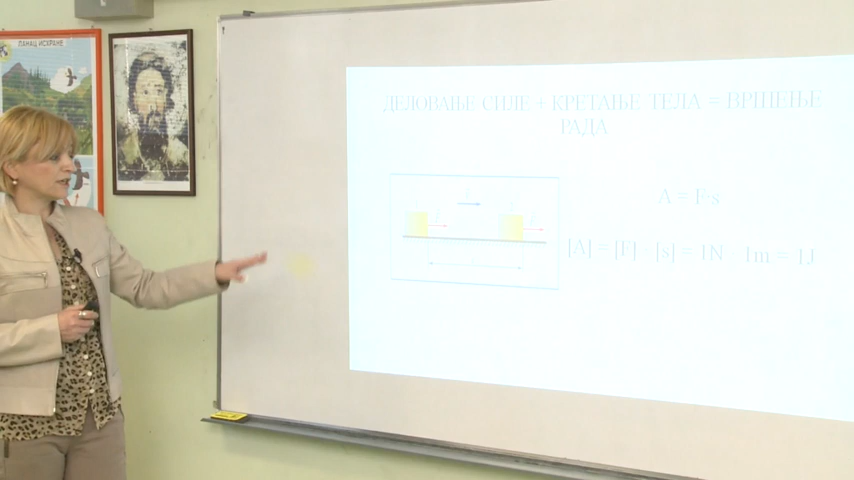 ЛАНАЦ ИСХРАНЕ
ДЕЛОВАЊЕ СИЛЕ + КРЕТАЊЕ ТЕЛА = ВРШЕЊЕ
РАДА
A = F·s
[A] = [F] · [s] = 1N · 1m = 1J